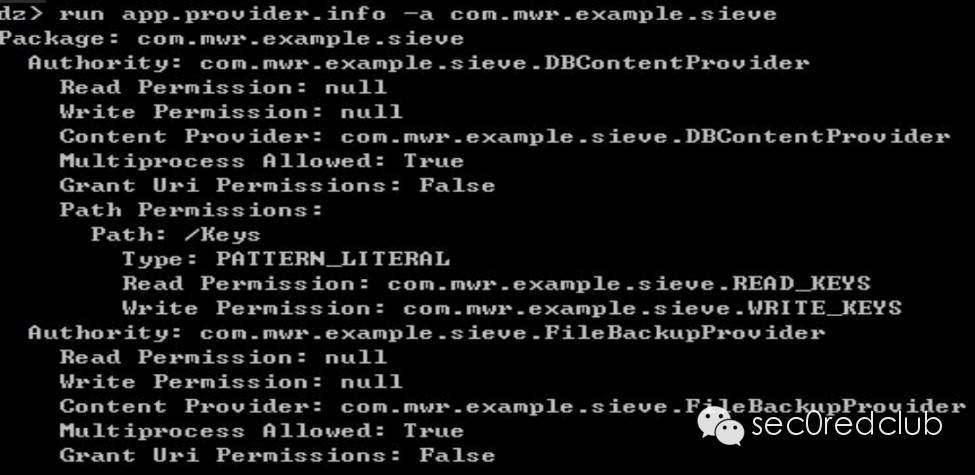 dz> run app.provider.info -a com.mwr.example.sieve
Package: com.mwr.example.sieve
Authority: com.mwr.example.sieve.DBContentProvider
Read Permission: null
Write Permission: null
Content Provider: com.mwr.example.sieve.DBContentProvider
Multiprocess Allowed: True
Grant Uri Permissions: False
Path Permissions:
Path: /Keys
Type: PATTERN_LITERAL
Read Permission: com.mwr.example.sieve.READ_KEYS
Write Permission: com.mwr.example.sieve.WRITE_KEYS
Authority: com.mwr.example.sieve.FileBackupProvider
Read Permission: null
Write Permission: null
Content Provider: com.mwr.example.sieve.FileBackupProvider
Multiprocess Allowed: True
Grant Uri Permissions: False
sec0redclub